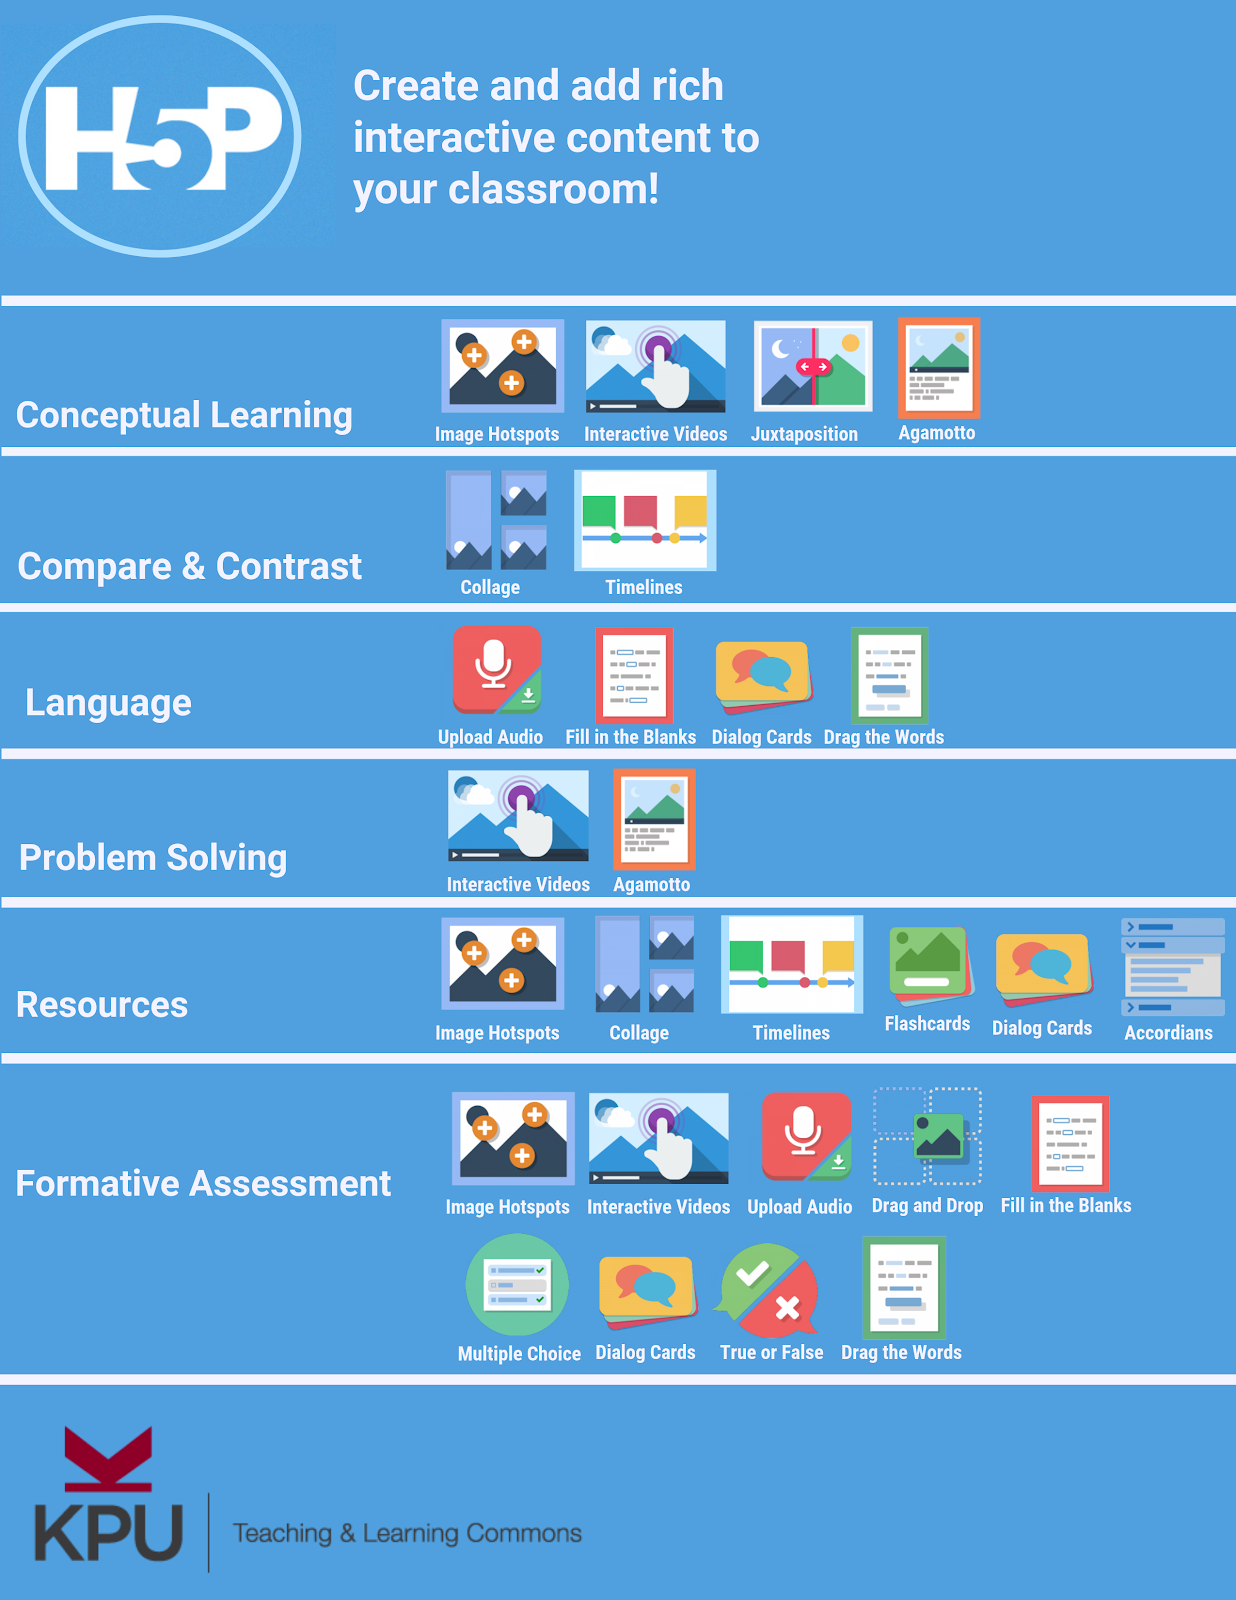 H5P
Create and add rich
interactive content to
your classroom!
Conceptual Learning
Image Hotspots
Interactive Videos
Juxtaposition
Agamotto
Compare & Contrast
Collage
Timelines
Language
Upload Audio
Fill in the Blanks
Dialog Cards
Drag the Words
Problem Solving
Interactive Videos
Agamotto
Resources
Image Hotspots
Collage
Timelines
Flashcards
Dialog Cards
Accordians
Formative Assessment
Image Hotspots
Interactive Videos
Upload Audio
Drag and Drop
Fill in the Blanks
Multiple Choice
Dialog Cards
True or False
Drag the Words
KPU
Teaching & Learning Commons